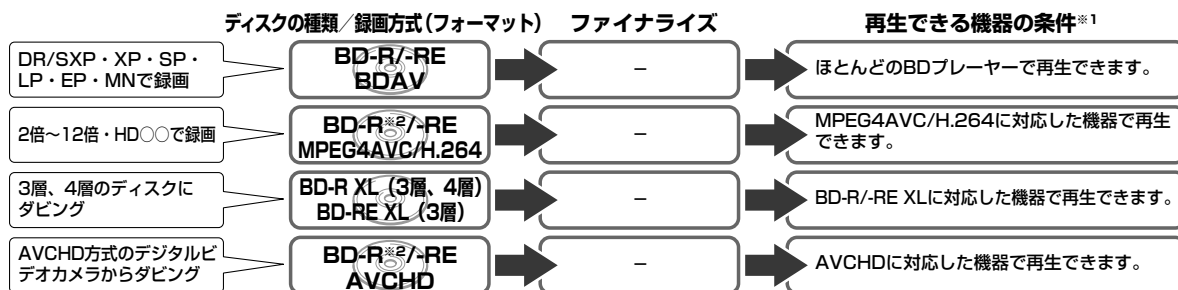 ディスクの種類／録画方式（フォーマット）
ファイナライズ
再生できる機器の条件※1
DR/SXP・XP・SP・
LP・EP・MNで録画
BD-R/-RE
BDAV
–
ほとんどのBDプレーヤーで再生できます。
2倍～12倍・HD○○で録画
BD-R※2/-RE
MPEG4AVC/H.264
–
MPEG4AVC/H.264に対応した機器で再生
できます。
3層、4層のディスクに
ダビング
BD-R XL（3層、4層）
BD-RE XL（3層）
–
BD-R/-RE XLに対応した機器で再生できます。
AVCHD方式のデジタルビ
デオカメラからダビング
BD-R※2/-RE
AVCHD
–
AVCHDに対応した機器で再生できます。